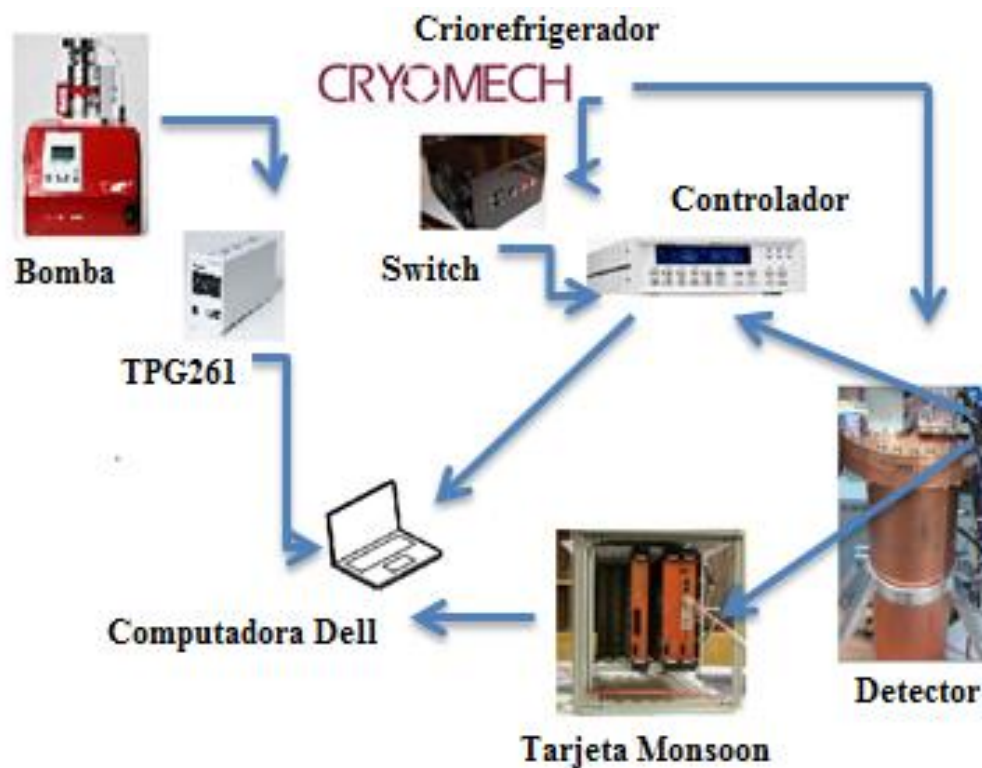 Criorefrigerador
CRYOMECH
Controlador
Bomba
Switch
TPG261
Computadora Dell
Detector
Tarjeta Monsoon